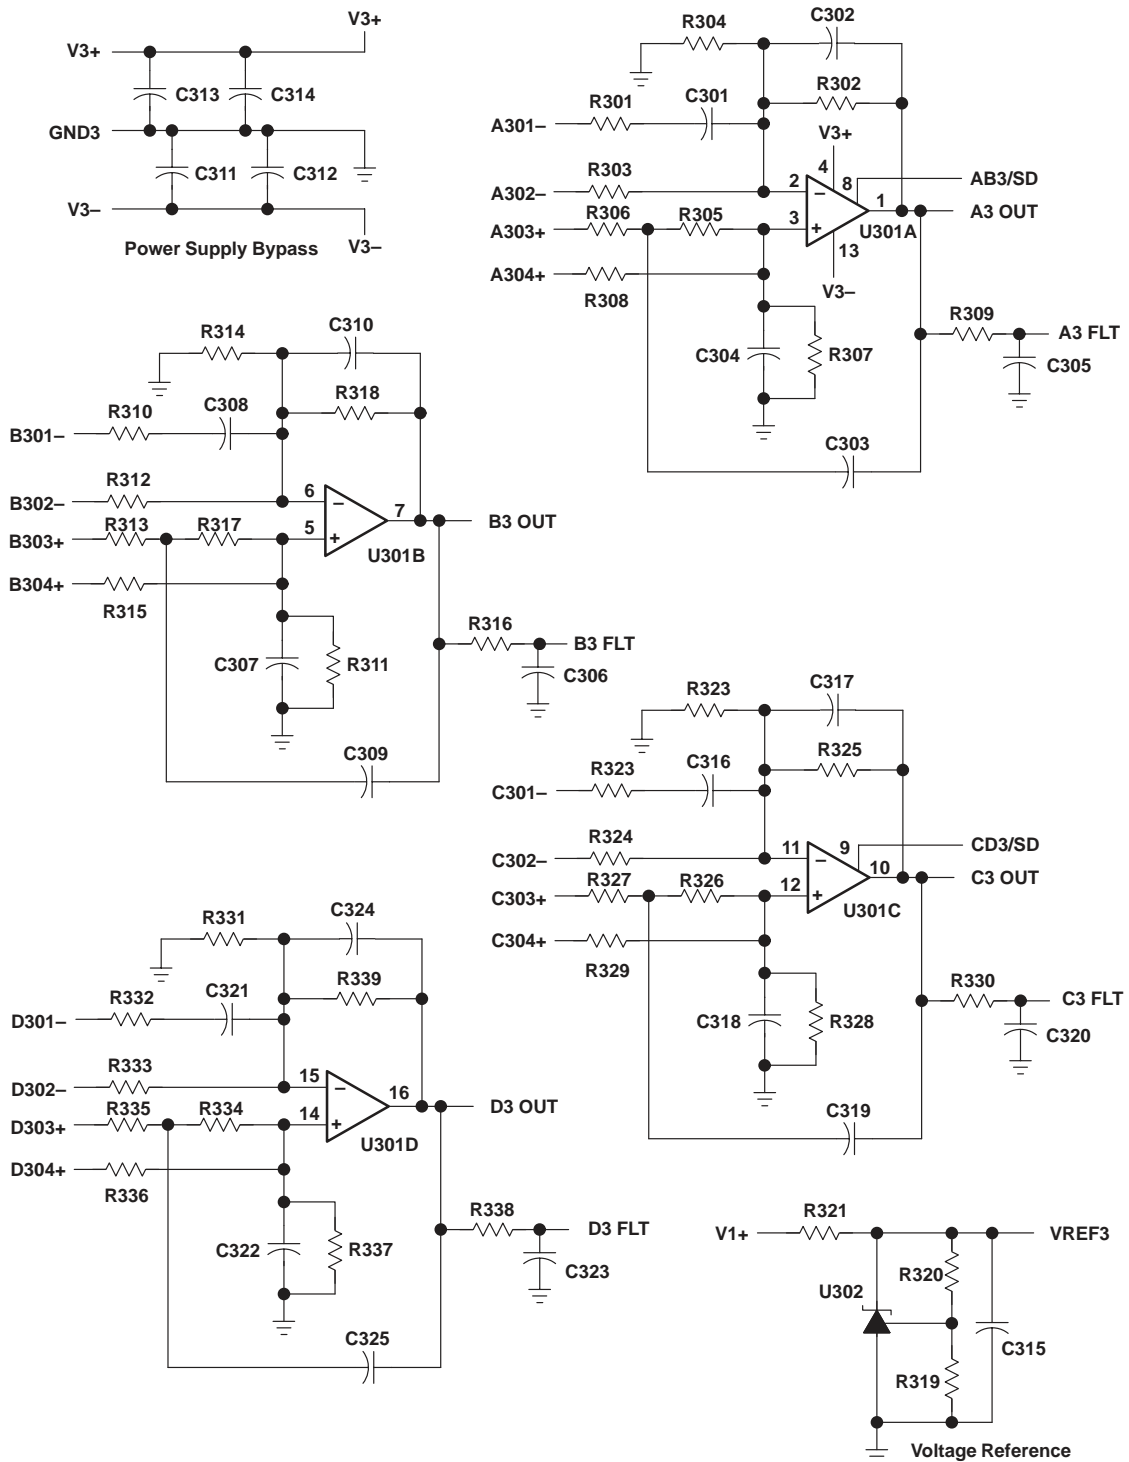 V3+
V3+
C313
C314
GND3
C311
C312
V3–
V3–
Power Supply Bypass
R304
C302
R301
C301
R302
A301–
V3+
R303
4
8
AB3/SD
A302–
2
–
1
A3 OUT
R306
R305
A303+
3
+
U301A
13
A304+
R308
V3–
R309
A3 FLT
C304
R307
C305
C303
R314
C310
R310
C308
R318
B301–
R312
B302–
6
–
7
B3 OUT
R313
R317
B303+
5
+
U301B
B304+
R315
R316
B3 FLT
C307
R311
C306
C309
R323
C317
R323
C316
R325
C301–
R324
11
9
CD3/SD
C302–
–
10
C3 OUT
R327
R326
C303+
12
+
U301C
C304+
R329
R330
C3 FLT
C318
R328
C320
C319
R331
C324
R332
C321
R339
D301–
R333
D302–
15
–
16
D3 OUT
R335
R334
D303+
14
+
U301D
D304+
R336
R338
D3 FLT
C322
R337
C323
C325
R321
V1+
VREF3
R320
U302
C315
R319
Voltage Reference